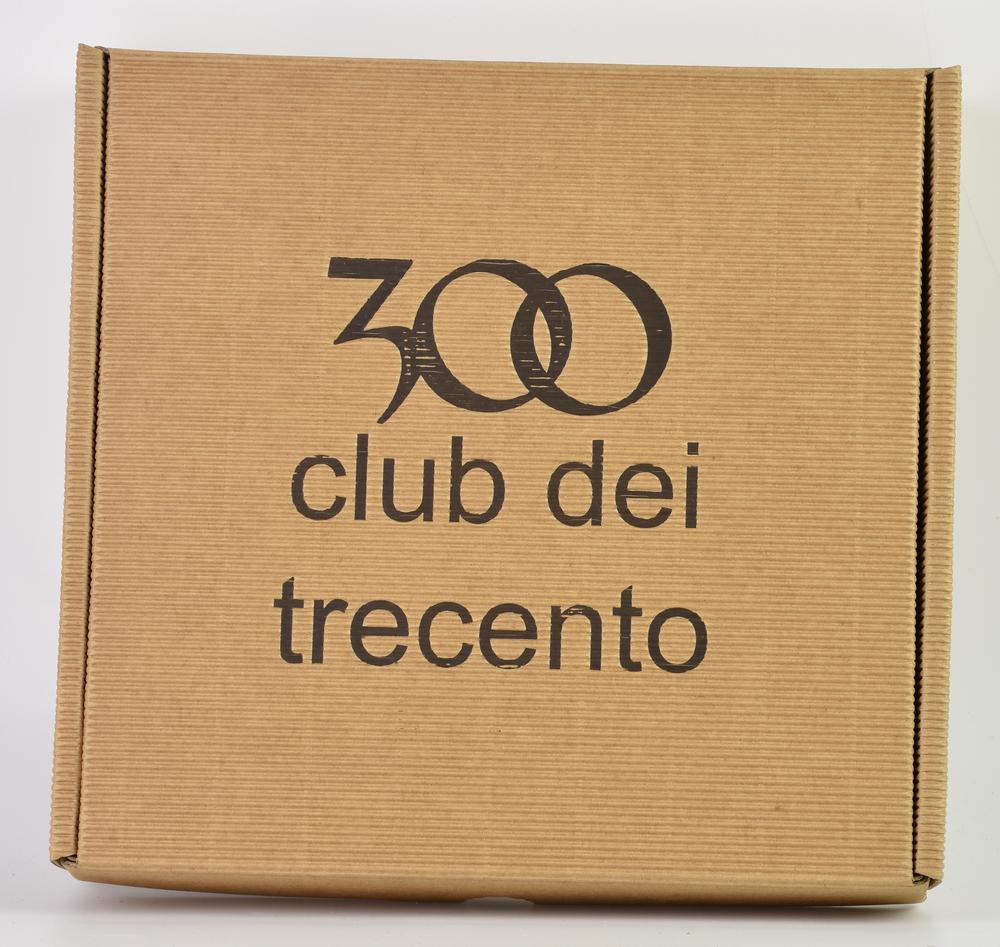 300
club dei
trecento